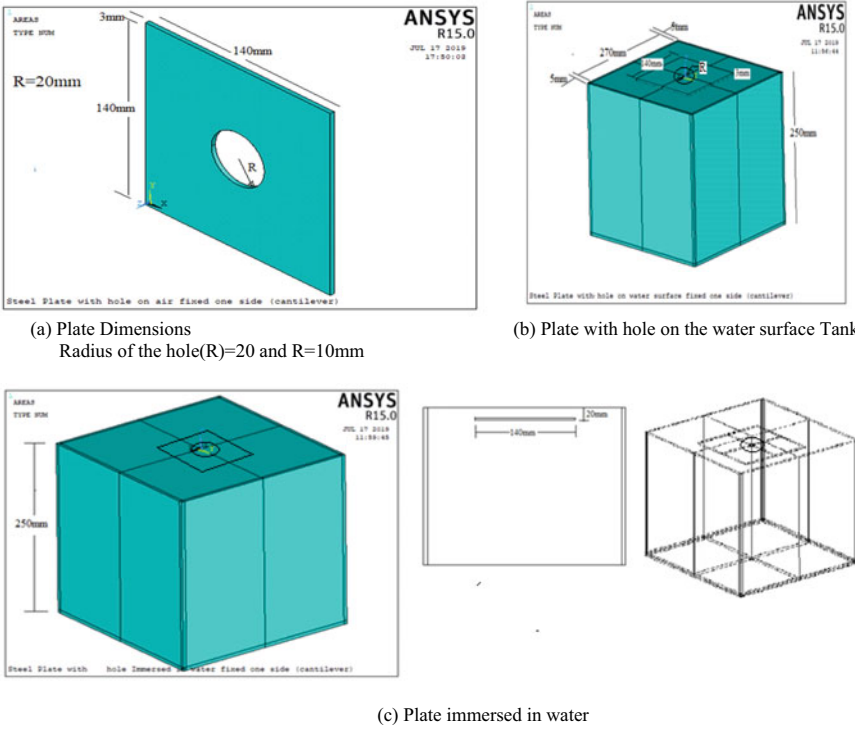 AREAS
TYPE NUM
ANSYS
R15.0
JUL 17 2019
17:50:02
3mm
140mm
R=20mm
140mm
R
Y
Z X
Steel Plate with hole on air fixed one side (cantilever)
(a) Plate Dimensions
Radius of the hole(R)=20 and R=10mm
AREAS
TYPE NUM
ANSYS
R15.0
JUL 17 2019
270mm
5mm
140mm
R
3mm
250mm
Steel Plate with hole on water surface fixed one side (cantilever)
(b) Plate with hole on the water surface Tank
AREAS
TYPE NUM
ANSYS
R15.0
JUL 17 2019
250mm
Steel Plate with hole Immersed in water fixed one side (cantilever)
20mm
140mm
(c) Plate immersed in water